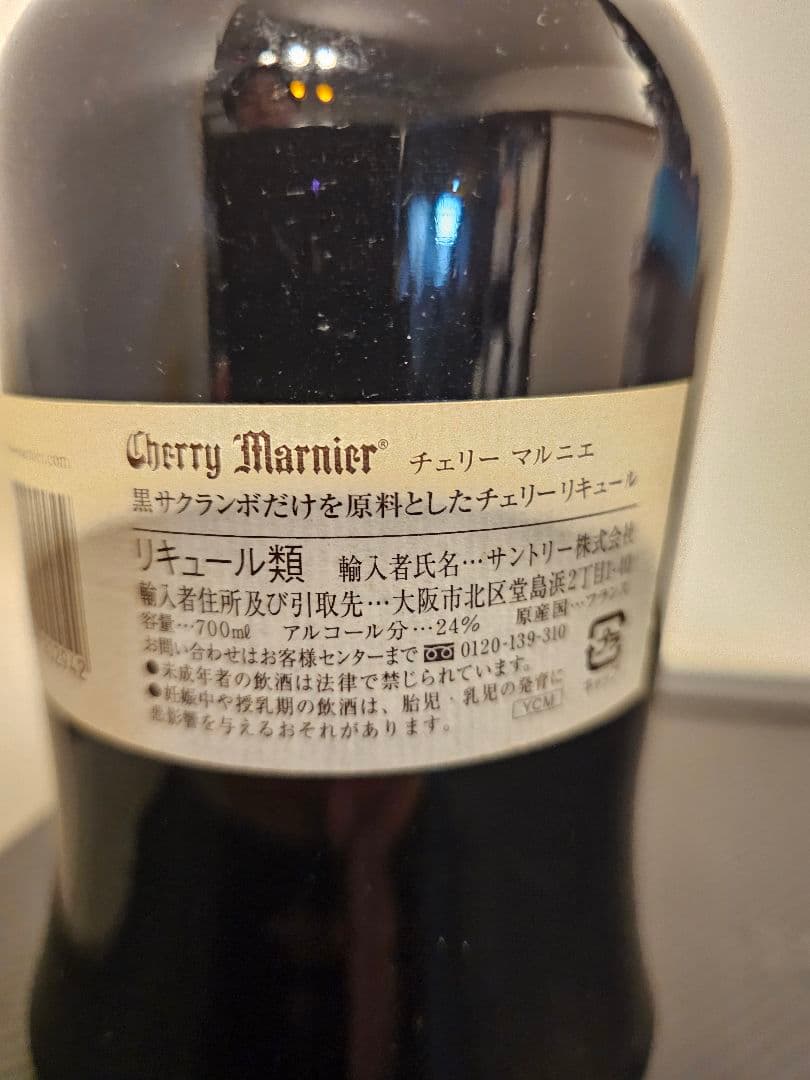 Cherry Marnier® チェリー マルニエ
黒サクランボだけを原料としたチェリーリキュール
リキュール類 輸入者氏名…サントリー株式会社
輸入者住所及び引取先…大阪市北区堂島浜2丁目1-40
容量…700㎖ アルコール分…24% 原産国…フランス
お問い合わせはお客様センターまで 0120-139-310
●未成年者の飲酒は法律で禁じられています。
●妊娠中や授乳期の飲酒は、胎児・乳児の発育に
悪影響を与えるおそれがあります。
YCM